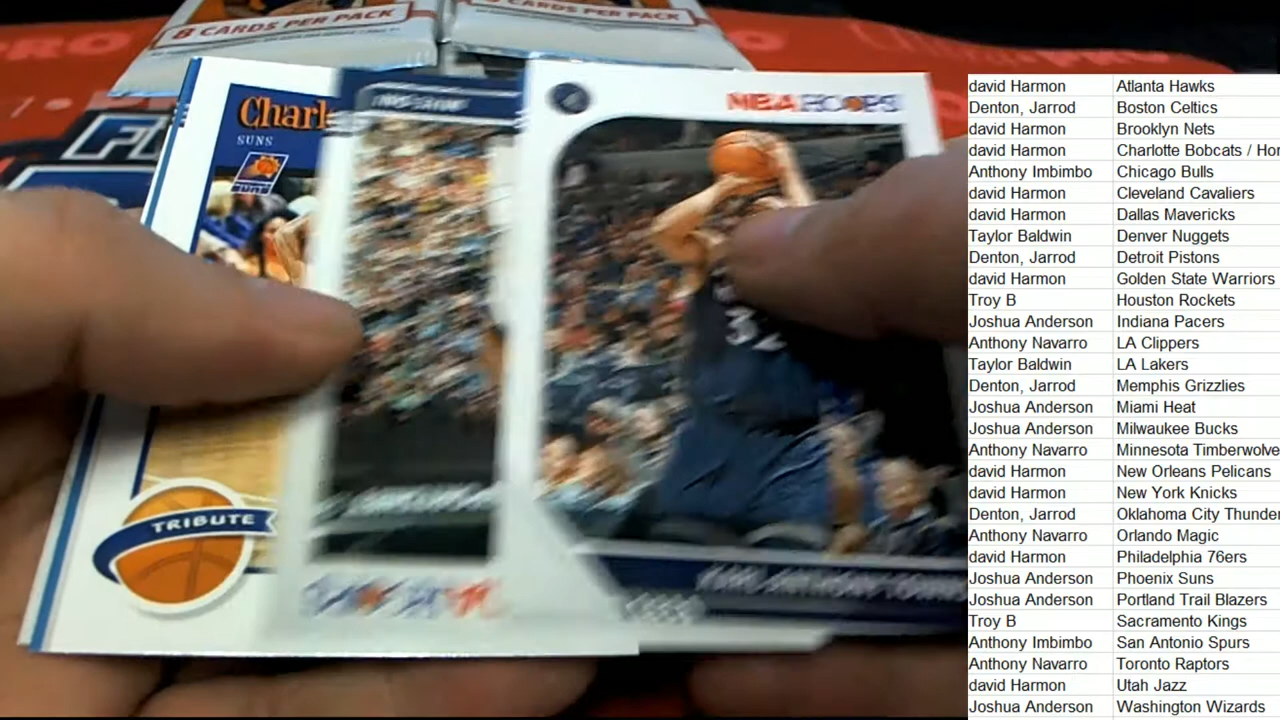 8 CARDS PER PACK
8 CARDS PER PACK
Charl
SUNS
NBA HOOPS
32
TRIBUTE
david Harmon Atlanta Hawks
Denton, Jarrod Boston Celtics
david Harmon Brooklyn Nets
david Harmon Charlotte Bobcats / Hor
Anthony Imbimbo Chicago Bulls
david Harmon Cleveland Cavaliers
david Harmon Dallas Mavericks
Taylor Baldwin Denver Nuggets
Denton, Jarrod Detroit Pistons
david Harmon Golden State Warriors
Troy B Houston Rockets
Joshua Anderson Indiana Pacers
Anthony Navarro LA Clippers
Taylor Baldwin LA Lakers
Denton, Jarrod Memphis Grizzlies
Joshua Anderson Miami Heat
Joshua Anderson Milwaukee Bucks
Anthony Navarro Minnesota Timberwolve
david Harmon New Orleans Pelicans
david Harmon New York Knicks
Denton, Jarrod Oklahoma City Thunder
Anthony Navarro Orlando Magic
david Harmon Philadelphia 76ers
Joshua Anderson Phoenix Suns
Joshua Anderson Portland Trail Blazers
Troy B Sacramento Kings
Anthony Imbimbo San Antonio Spurs
Anthony Navarro Toronto Raptors
david Harmon Utah Jazz
Joshua Anderson Washington Wizards